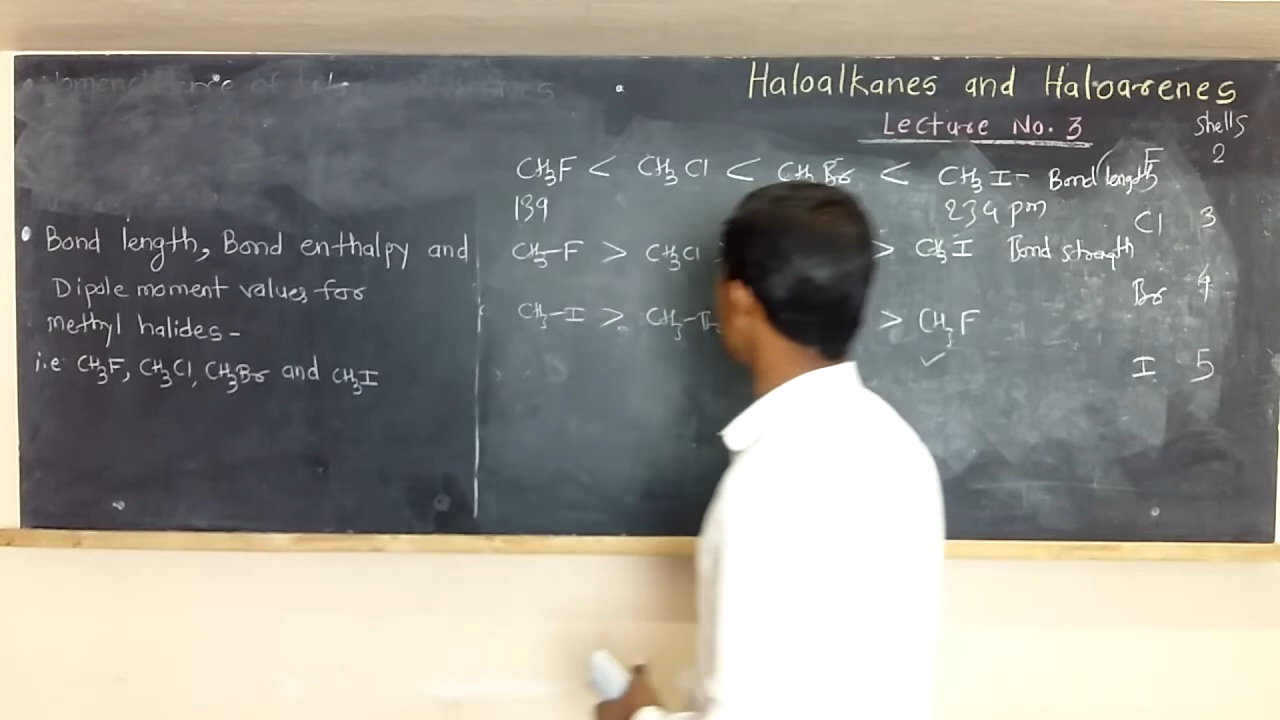 Haloalkanes and Haloarenes
Lecture No. 3
Shells
CH3F < CH3Cl < CH3Br < CH3I - Bond length
F 2
139 234 pm
Cl 3
• Bond length, Bond enthalpy and
Dipole moment values for
methyl halides -
i.e CH3F, CH3Cl, CH3Br and CH3I
CH3-F > CH3Cl > CH3I Bond strength
Br 4
CH3-I > CH3-Br > CH3F
✓
I 5